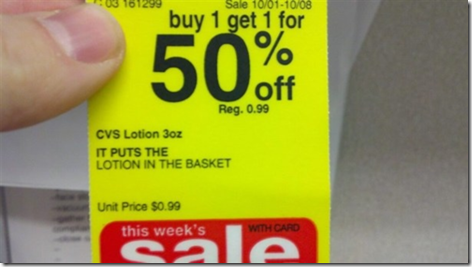 03 161299 Sale 10/01-10/08
buy 1 get 1 for
50% off
Reg. 0.99
CVS Lotion 3oz
IT PUTS THE
LOTION IN THE BASKET
Unit Price $0.99
this week's WITH CARD
sale